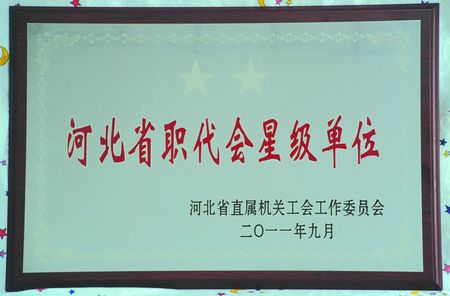 河北省职代会星级单位
河北省直属机关工会工作委员会
二〇一一年九月